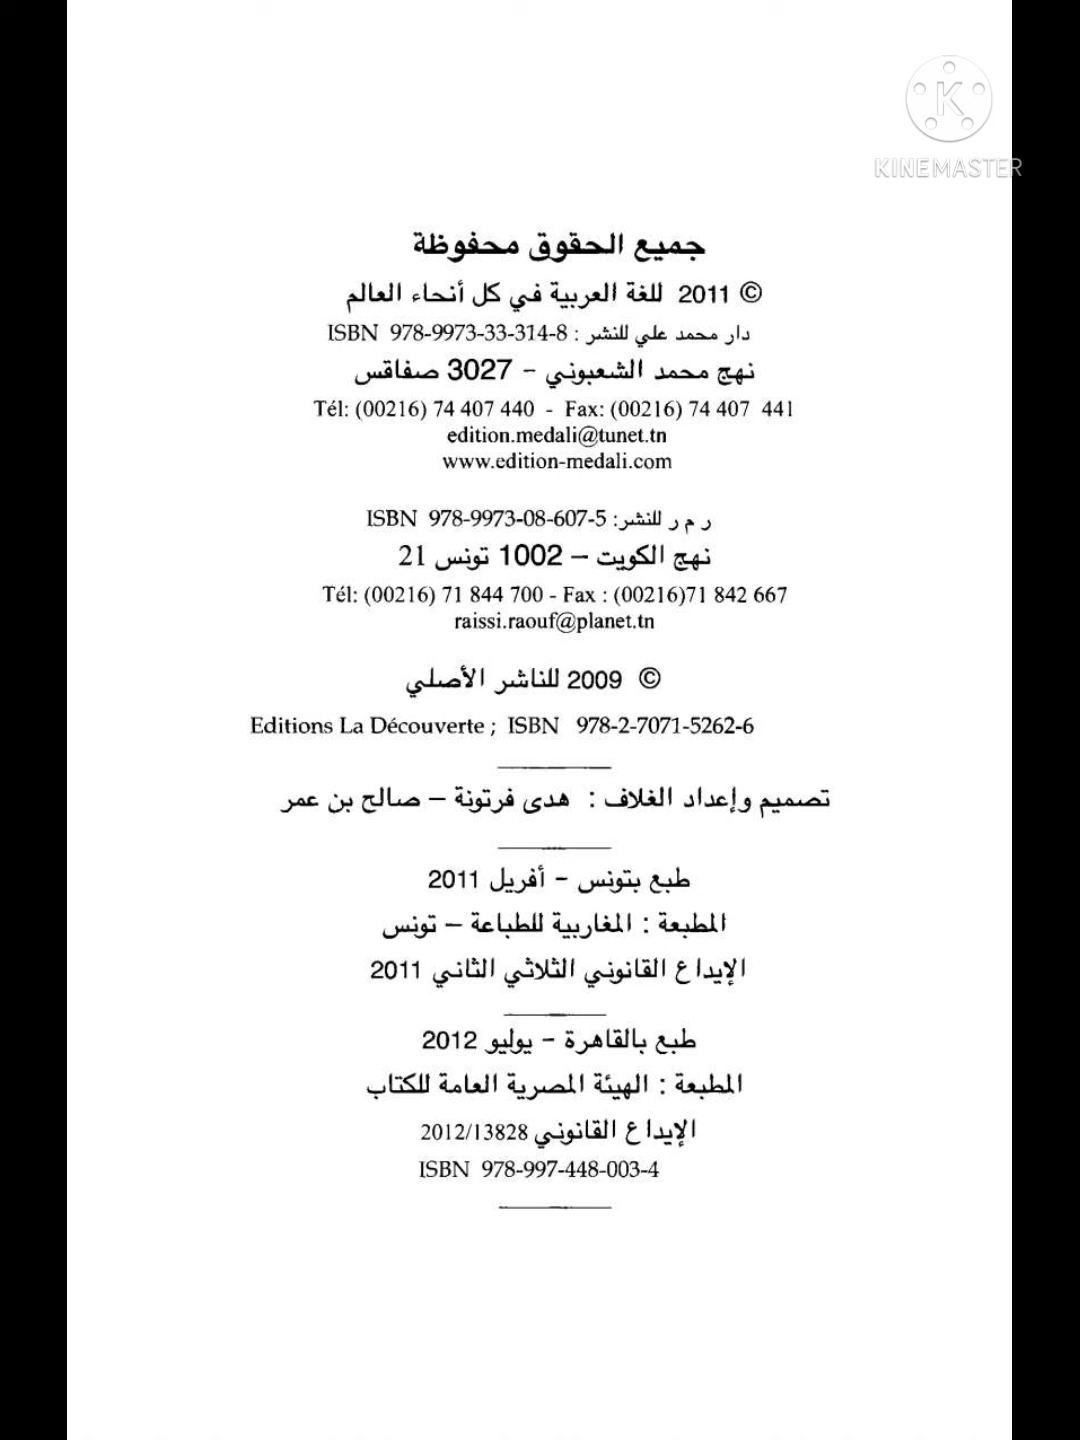 KINEMASTER
جميع الحقوق محفوظة
© 2011 للغة العربية في كل أنحاء العالم
دار محمد علي للنشر : ISBN 978-9973-33-314-8
نهج محمد الشعبوني - 3027 صفاقس
Tél: (00216) 74 407 440 - Fax: (00216) 74 407 441
edition.medali@tunet.tn
www.edition-medali.com
ر م ر للنشر: ISBN 978-9973-08-607-5
21 نهج الكويت – 1002 تونس
Tél: (00216) 71 844 700 - Fax : (00216)71 842 667
raissi.raouf@planet.tn
© 2009 للناشر الأصلي
Editions La Découverte ; ISBN 978-2-7071-5262-6
تصميم وإعداد الغلاف : هدى فرتونة – صالح بن عمر
طبع بتونس - أفريل 2011
المطبعة : المغاربية للطباعة – تونس
الإيداع القانوني الثلاثي الثاني 2011
طبع بالقاهرة - يوليو 2012
المطبعة : الهيئة المصرية العامة للكتاب
الإيداع القانوني 2012/13828
ISBN 978-997-448-003-4